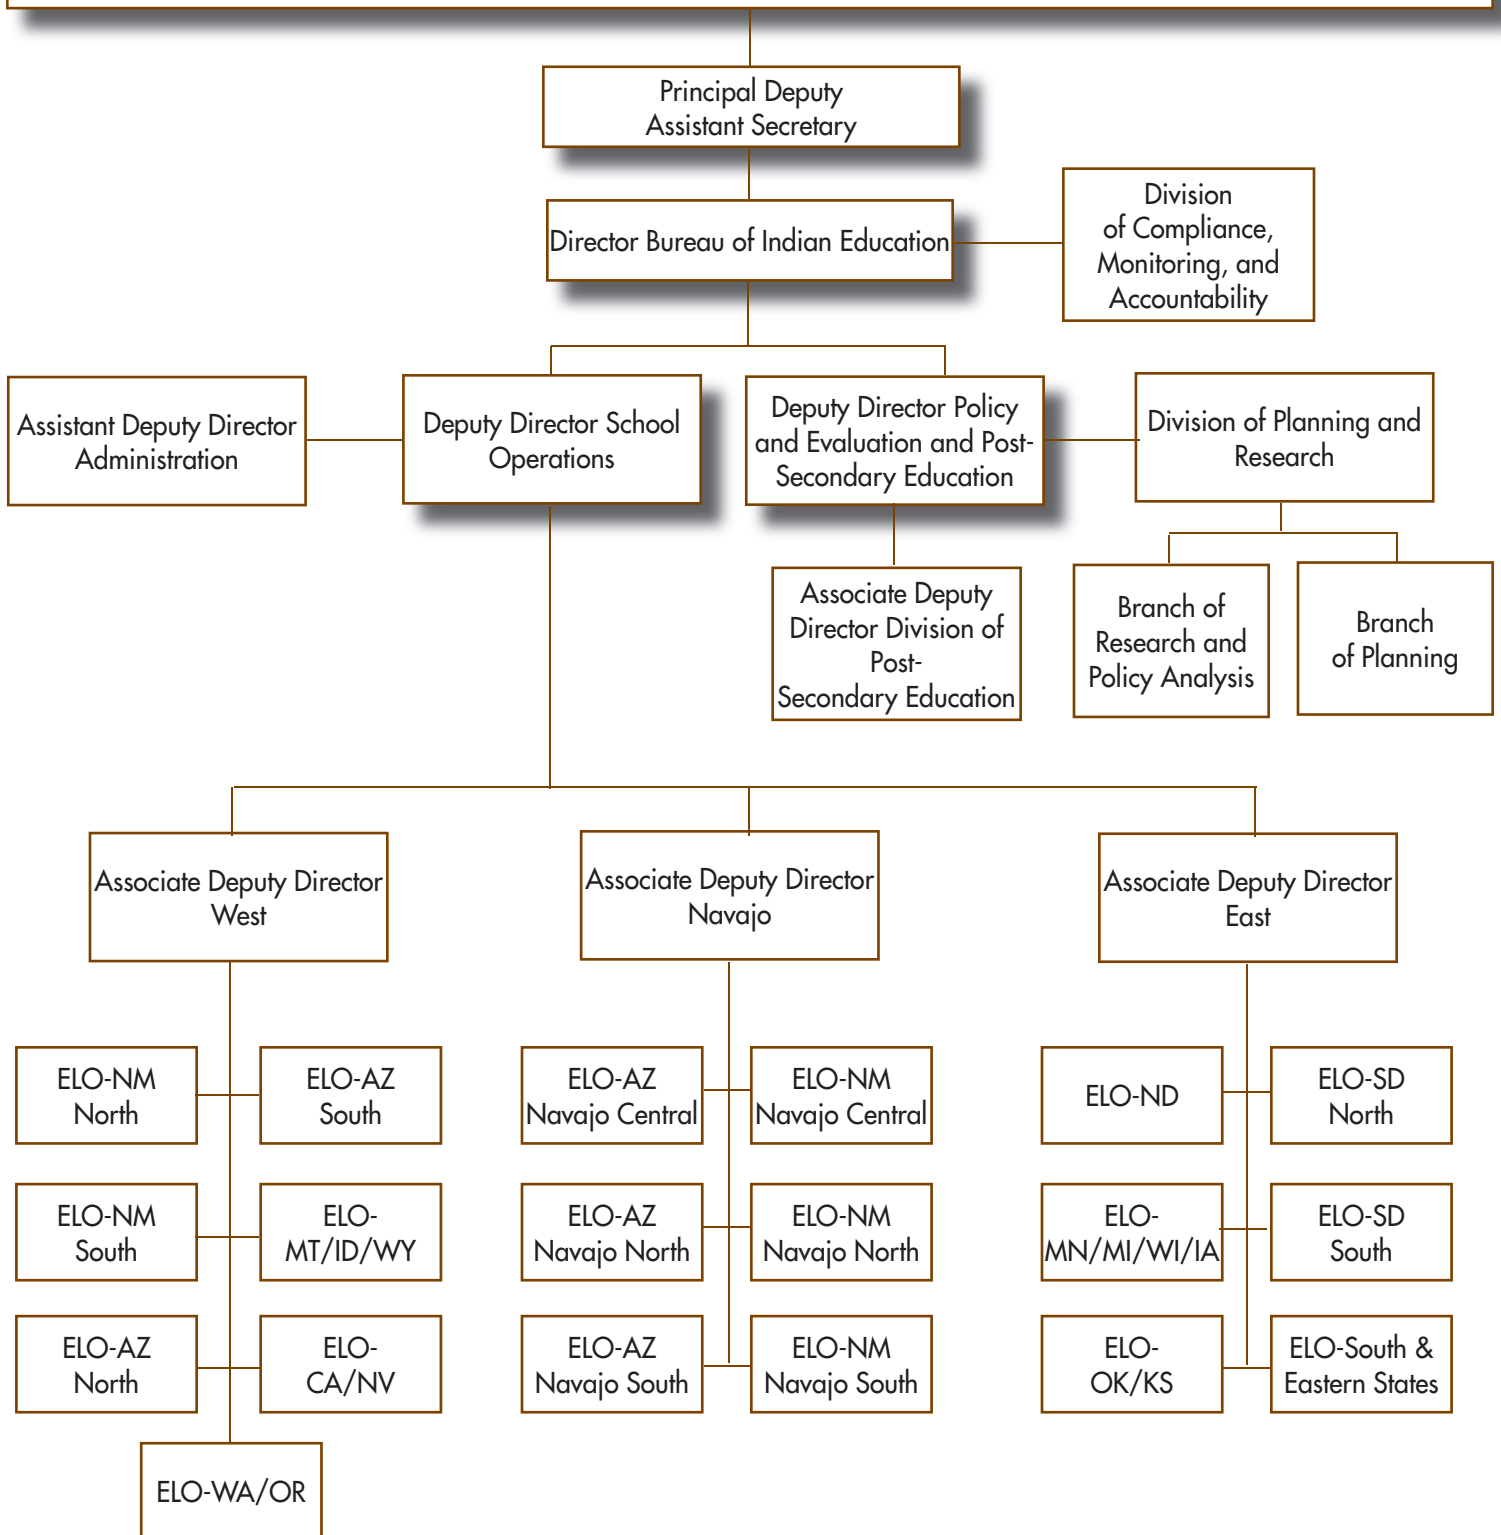 Principal Deputy
Assistant Secretary
Director Bureau of Indian Education
Division
of Compliance,
Monitoring, and
Accountability
Assistant Deputy Director
Administration
Deputy Director School
Operations
Deputy Director Policy
and Evaluation and Post-
Secondary Education
Division of Planning and
Research
Associate Deputy
Director Division of
Post-
Secondary Education
Branch of
Research and
Policy Analysis
Branch
of Planning
Associate Deputy Director
West
Associate Deputy Director
Navajo
Associate Deputy Director
East
ELO-NM
North
ELO-AZ
South
ELO-AZ
Navajo Central
ELO-NM
Navajo Central
ELO-ND
ELO-SD
North
ELO-NM
South
ELO-
MT/ID/WY
ELO-AZ
Navajo North
ELO-NM
Navajo North
ELO-
MN/MI/WI/IA
ELO-SD
South
ELO-AZ
North
ELO-
CA/NV
ELO-AZ
Navajo South
ELO-NM
Navajo South
ELO-
OK/KS
ELO-South &
Eastern States
ELO-WA/OR